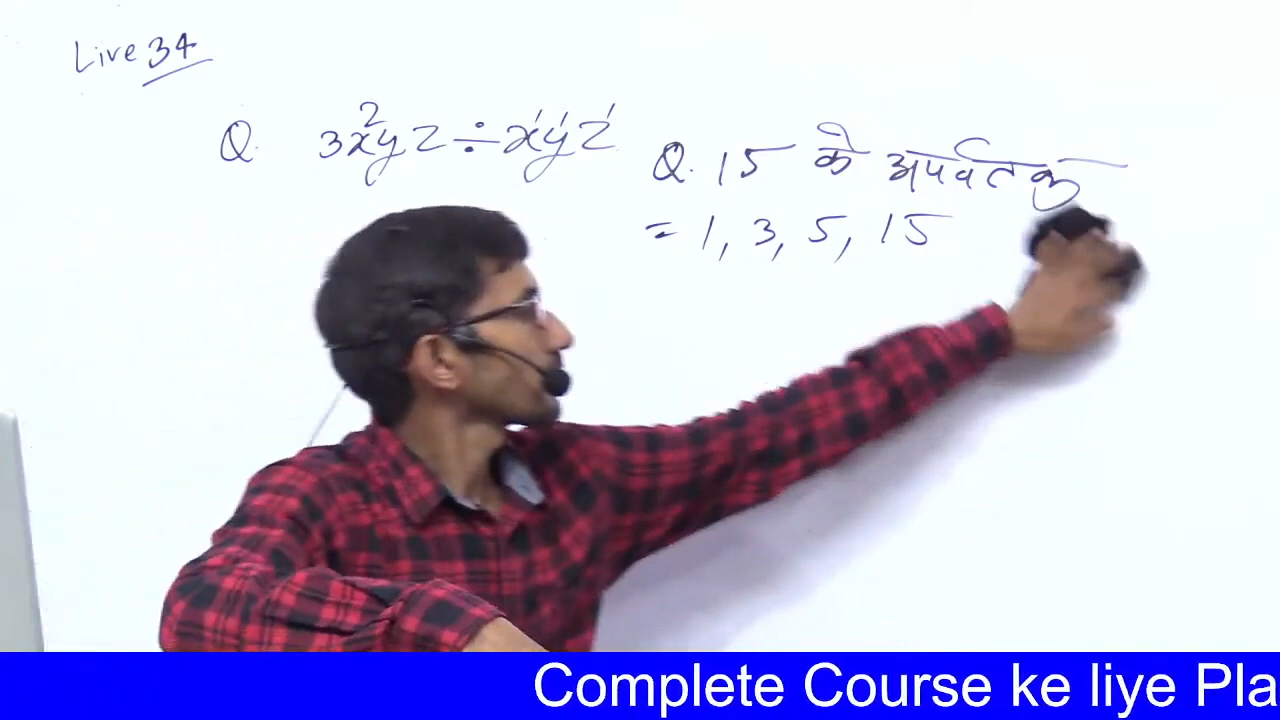 Live 34
Q. 3x²yz ÷ x¹y¹z¹
Q. 15 के अपवर्तक
= 1, 3, 5, 15
Complete Course ke liye Pla